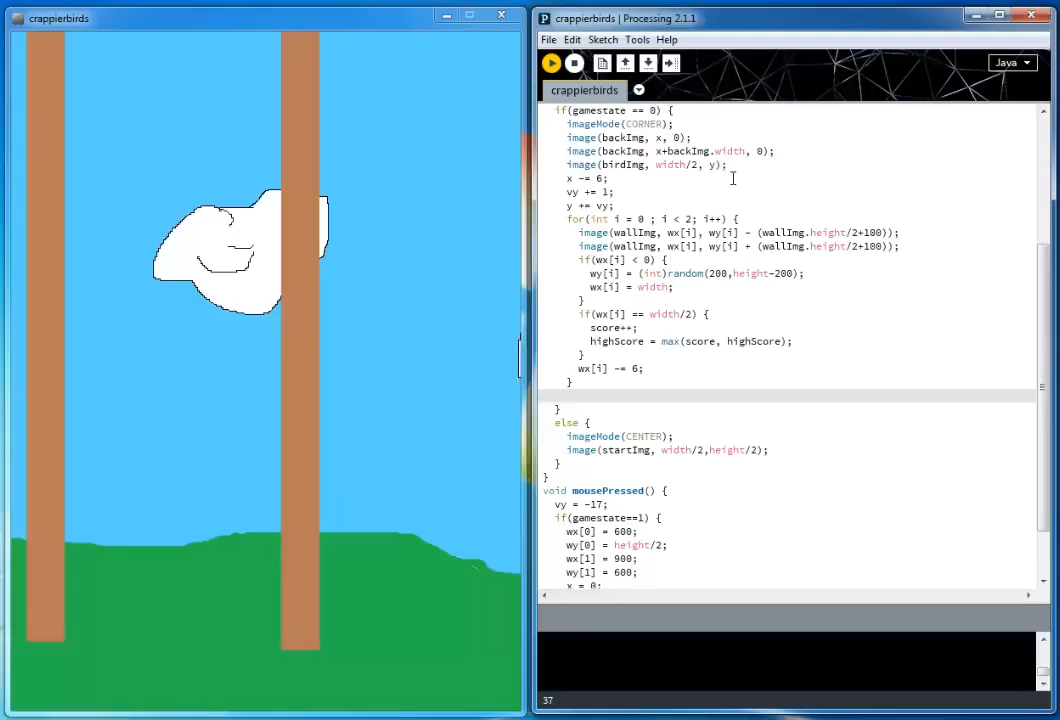 crappierbirds
crappierbirds | Processing 2.1.1
File Edit Sketch Tools Help
Java
crappierbirds
if(gamestate == 0) {
imageMode(CORNER);
image(backImg, x, 0);
image(backImg, x+backImg.width, 0);
image(birdImg, width/2, y);
x -= 6;
vy += 1;
y += vy;
for(int i = 0 ; i < 2; i++) {
image(wallImg, wx[i], wy[i] - (wallImg.height/2+100));
image(wallImg, wx[i], wy[i] + (wallImg.height/2+100));
if(wx[i] < 0) {
wy[i] = (int)random(200,height-200);
wx[i] = width;
}
if(wx[i] == width/2) {
score++;
highScore = max(score, highScore);
}
wx[i] -= 6;
}
}
else {
imageMode(CENTER);
image(startImg, width/2,height/2);
}
}
void mousePressed() {
vy = -17;
if(gamestate==1) {
wx[0] = 600;
wy[0] = height/2;
wx[1] = 900;
wy[1] = 600;
x = 0;
37